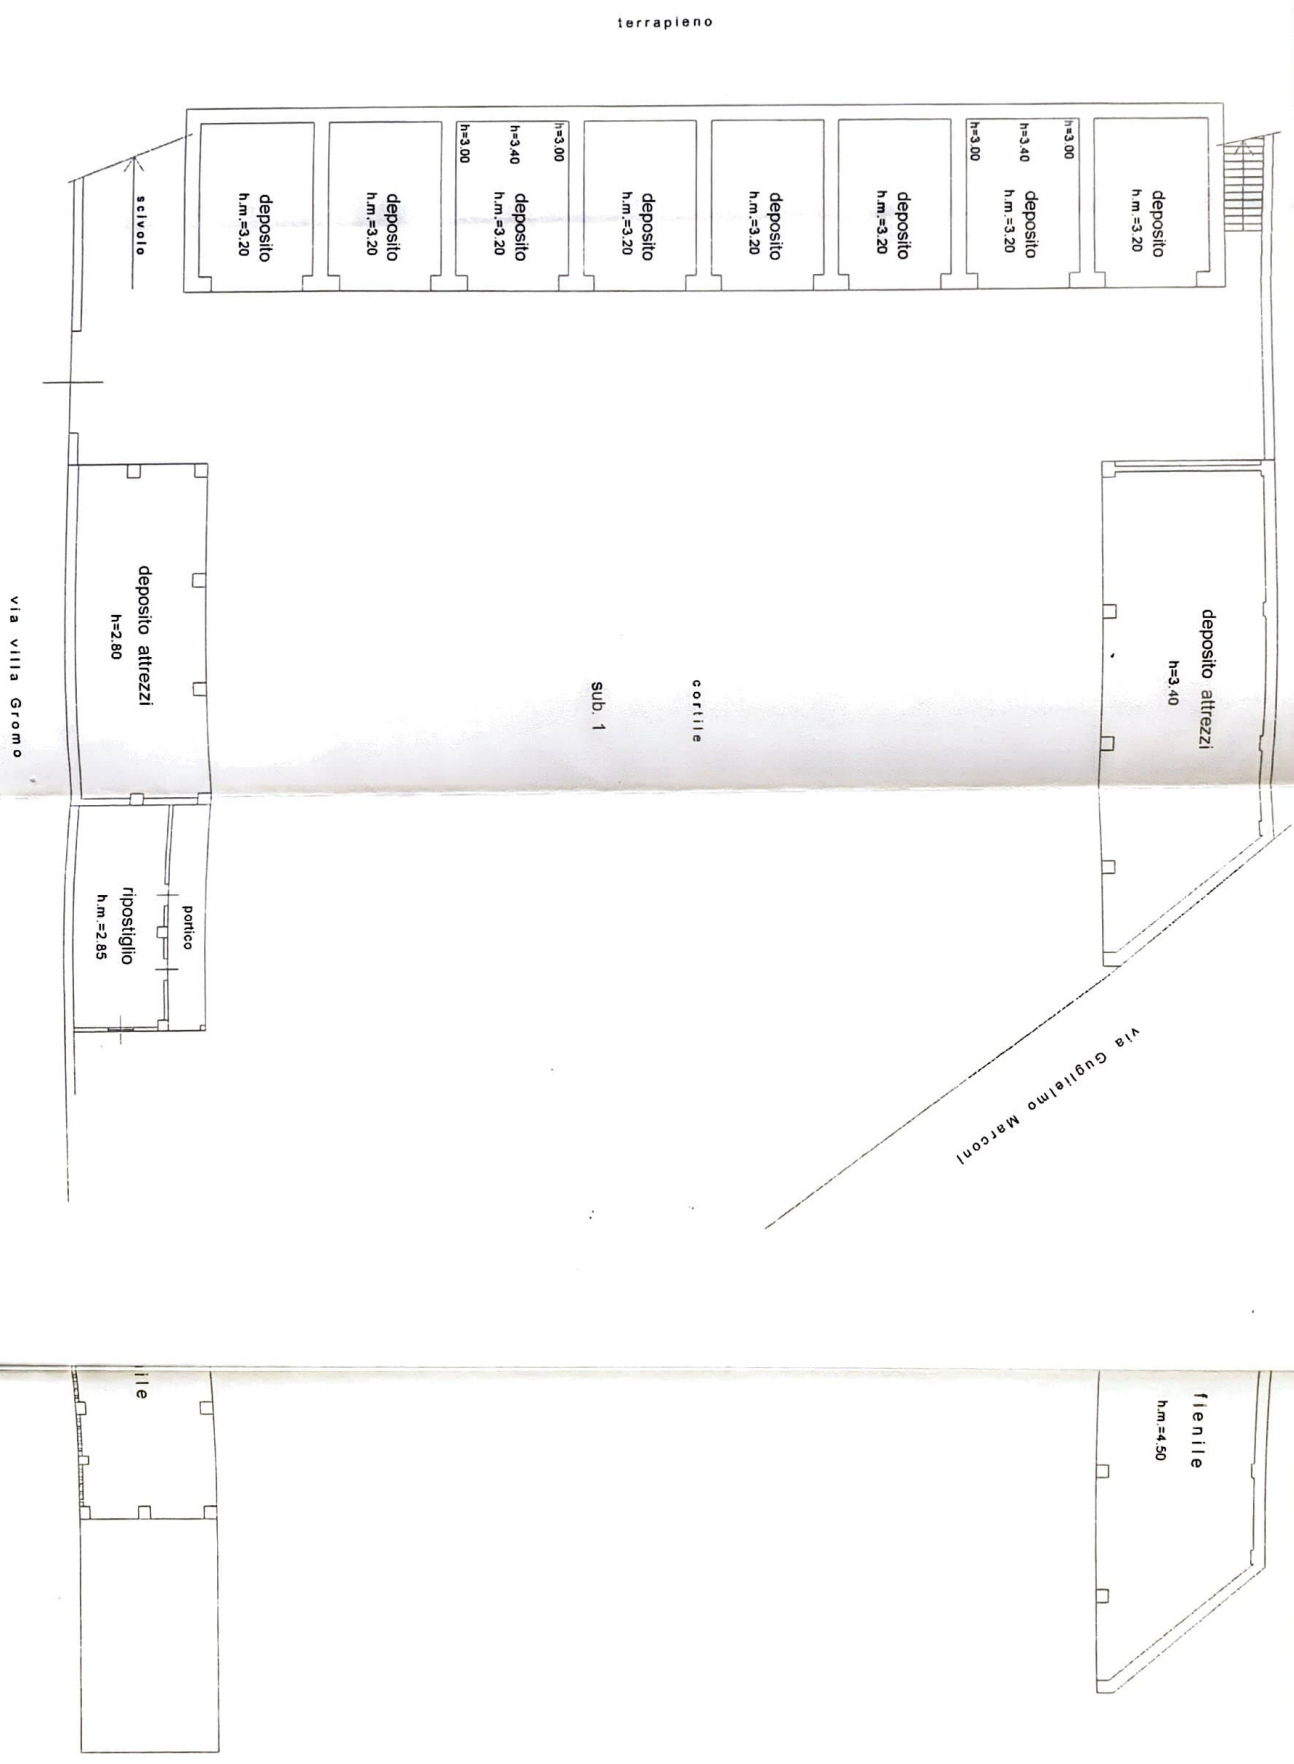 terrapieno
scivolo
deposito
h.m.=3.20
deposito
h.m.=3.20
h=3.00
h=3.40
h=3.00
deposito
h.m.=3.20
deposito
h.m.=3.20
deposito
h.m.=3.20
deposito
h.m.=3.20
h=3.00
h=3.40
h=3.00
deposito
h.m.=3.20
deposito
h.m.=3.20
deposito attrezzi
h=2.80
via villa Gromo
cortile
sub. 1
deposito attrezzi
h=3.40
portico
ripostiglio
h.m.=2.85
via Guglielmo Marconi
ile
fienile
h.m.=4.50